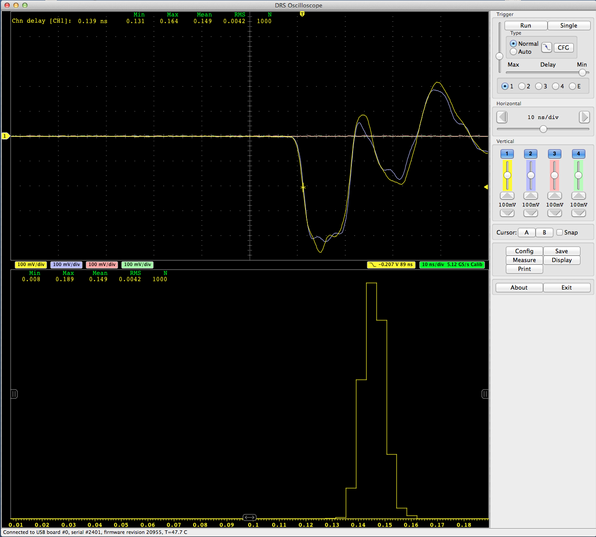 DRS Oscilloscope
Min Max Mean RMS N
Chn delay [CH1]: 0.139 ns 0.131 0.164 0.149 0.0042 1000
T
1
100 mV/div 100 mV/div 100 mV/div 100 mV/div
-0.207 V 89 ns
10 ns/div 5.12 GS/s Calib
Min Max Mean RMS N
0.008 0.189 0.149 0.0042 1000
0.01 0.02 0.03 0.04 0.05 0.06 0.07 0.08 0.09 0.1 0.11 0.12 0.13 0.14 0.15 0.16 0.17 0.18
Connected to USB board #0, serial #2401, firmware revision 20955, T=47.7 C
Trigger
Run Single
Type
Normal
Auto
CFG
Max Delay Min
1 2 3 4 E
Horizontal
10 ns/div
Vertical
1 2 3 4
100mV 100mV 100mV 100mV
Cursor: A B Snap
Config Save
Measure Display
Print
About Exit